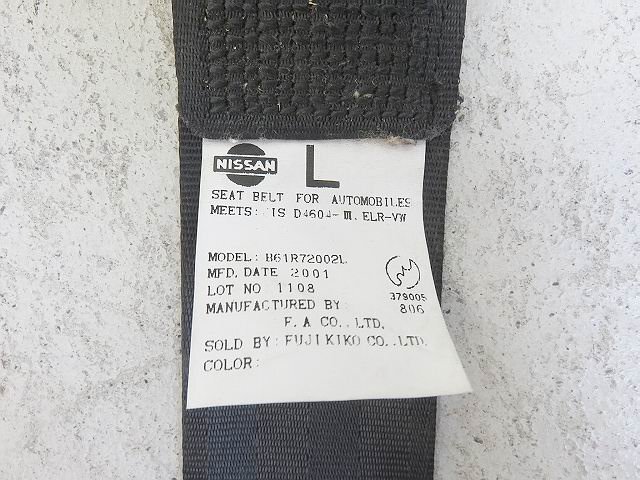 NISSAN L
SEAT BELT FOR AUTOMOBILES
MEETS: JIS D4604-III. ELR-VW
MODEL: H61R72002L
MFD. DATE 2001
LOT NO 1108
379005
MANUFACTURED BY: 806
F. A CO., LTD.
SOLD BY: FUJI KIKO CO., LTD.
COLOR: